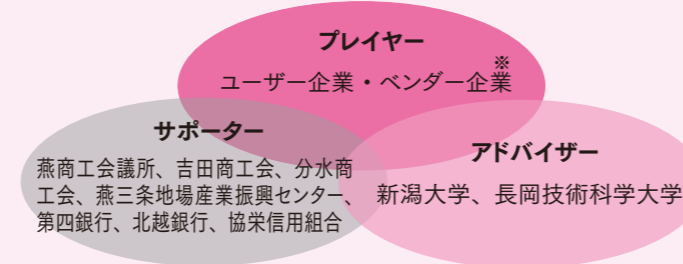 プレイヤー
※
ユーザー企業・ベンダー企業
サポーター
燕商工会議所、吉田商工会、分水商
工会、燕三条地場産業振興センター、
第四銀行、北越銀行、協栄信用組合
アドバイザー
新潟大学、長岡技術科学大学